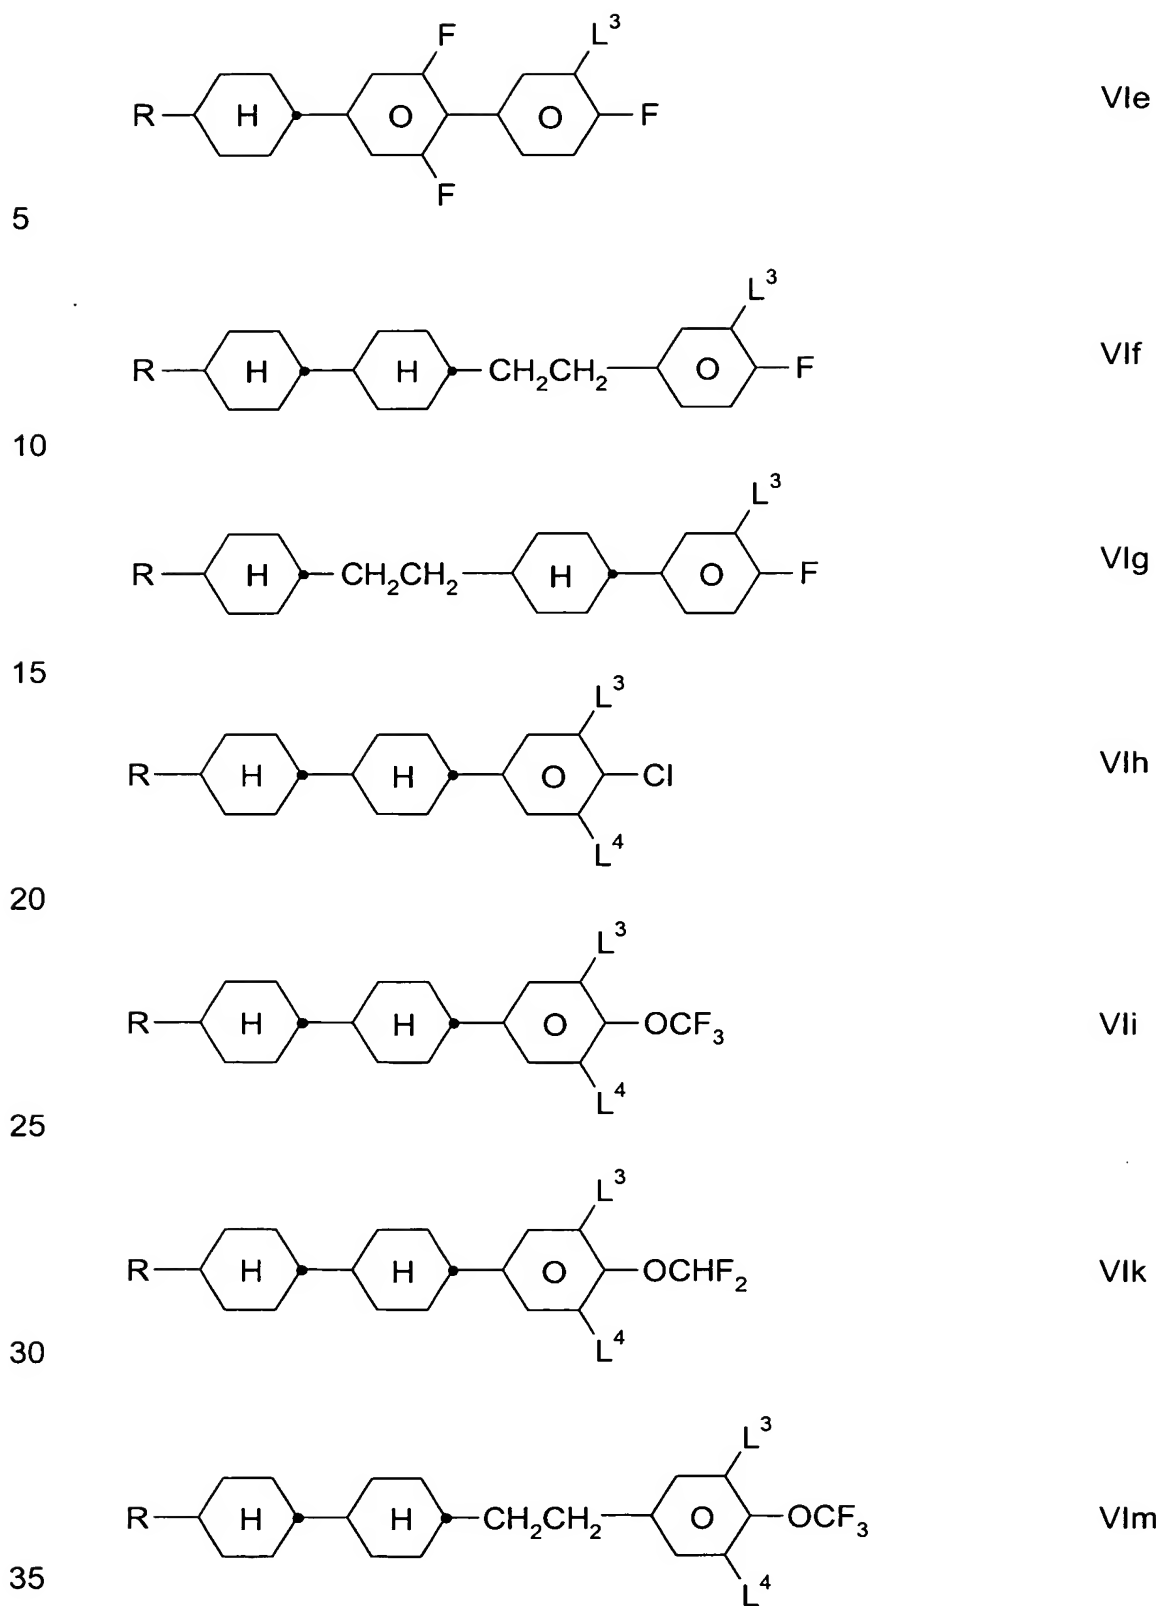 F L³
R H O O F VIe
F
5
L³
R H H CH₂CH₂ O F VIf
10
L³
R H CH₂CH₂ H O F VIg
15
L³
R H H O Cl VIh
L⁴
20
L³
R H H O OCF₃ VIi
L⁴
25
L³
R H H O OCHF₂ VIk
L⁴
30
L³
R H H CH₂CH₂ O OCF₃ VIm
L⁴
35